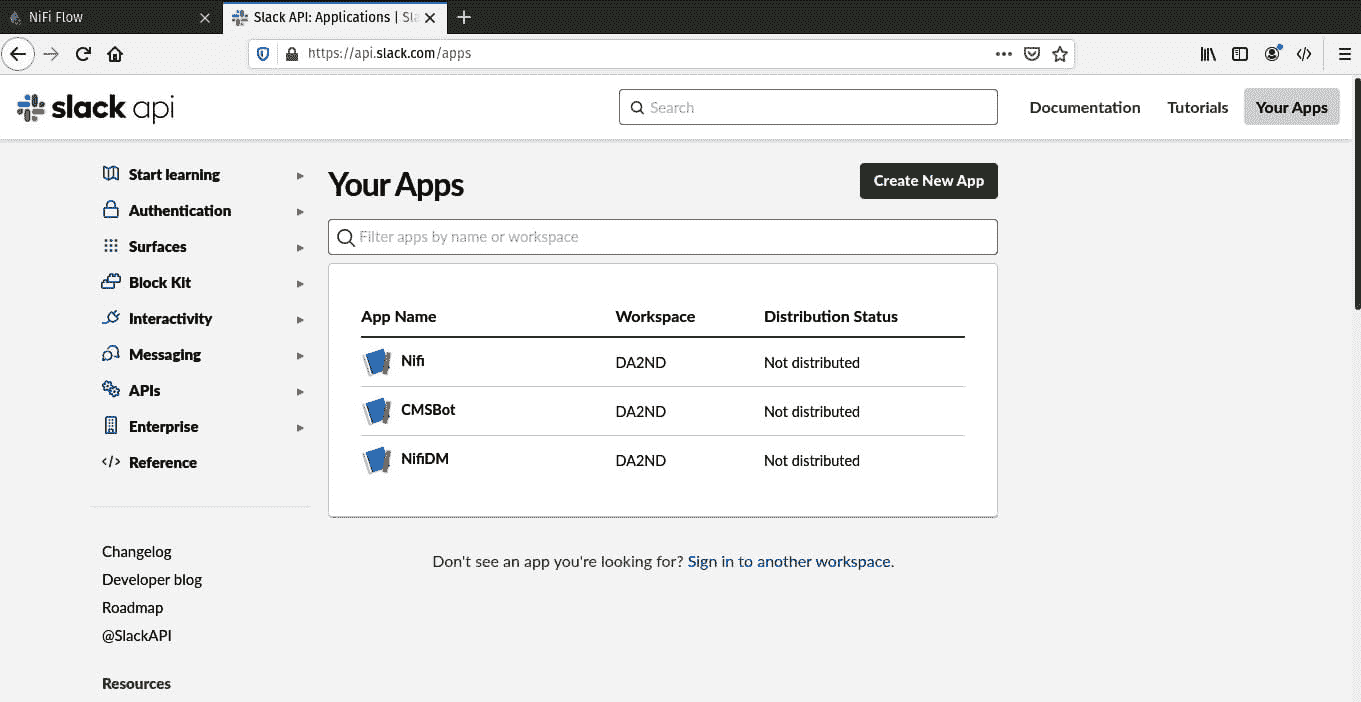 NiFi Flow
Slack API: Applications | Sla
https://api.slack.com/apps
slack api
Search
Documentation
Tutorials
Your Apps
Start learning
Authentication
Surfaces
Block Kit
Interactivity
Messaging
APIs
Enterprise
Reference
Changelog
Developer blog
Roadmap
@SlackAPI
Resources
Your Apps
Create New App
Filter apps by name or workspace
App Name Workspace Distribution Status
Nifi DA2ND Not distributed
CMSBot DA2ND Not distributed
NifiDM DA2ND Not distributed
Don't see an app you're looking for? Sign in to another workspace.